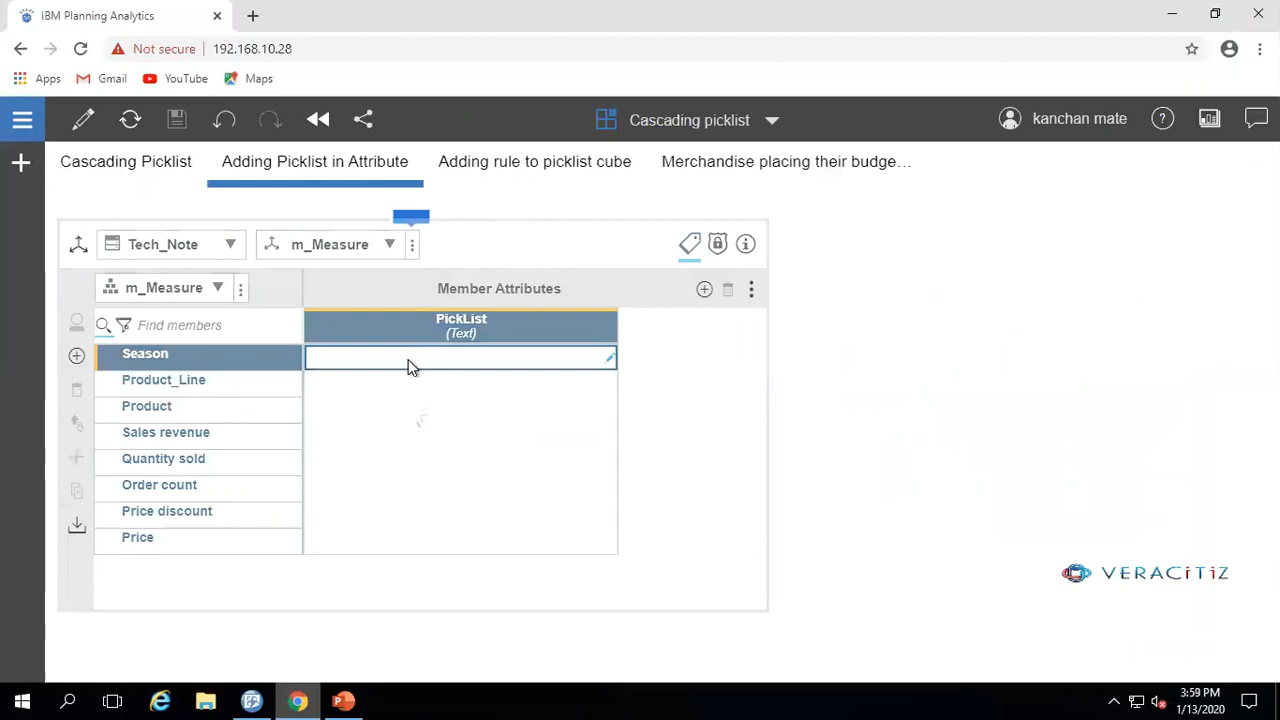 IBM Planning Analytics
Not secure 192.168.10.28
Apps Gmail YouTube Maps
Cascading picklist kanchan mate
Cascading Picklist Adding Picklist in Attribute Adding rule to picklist cube Merchandise placing their budge...
Tech_Note m_Measure
m_Measure Member Attributes
Find members PickList
(Text)
Season
Product_Line
Product
Sales revenue
Quantity sold
Order count
Price discount
Price
VERACiTiZ
3:59 PM
1/13/2020